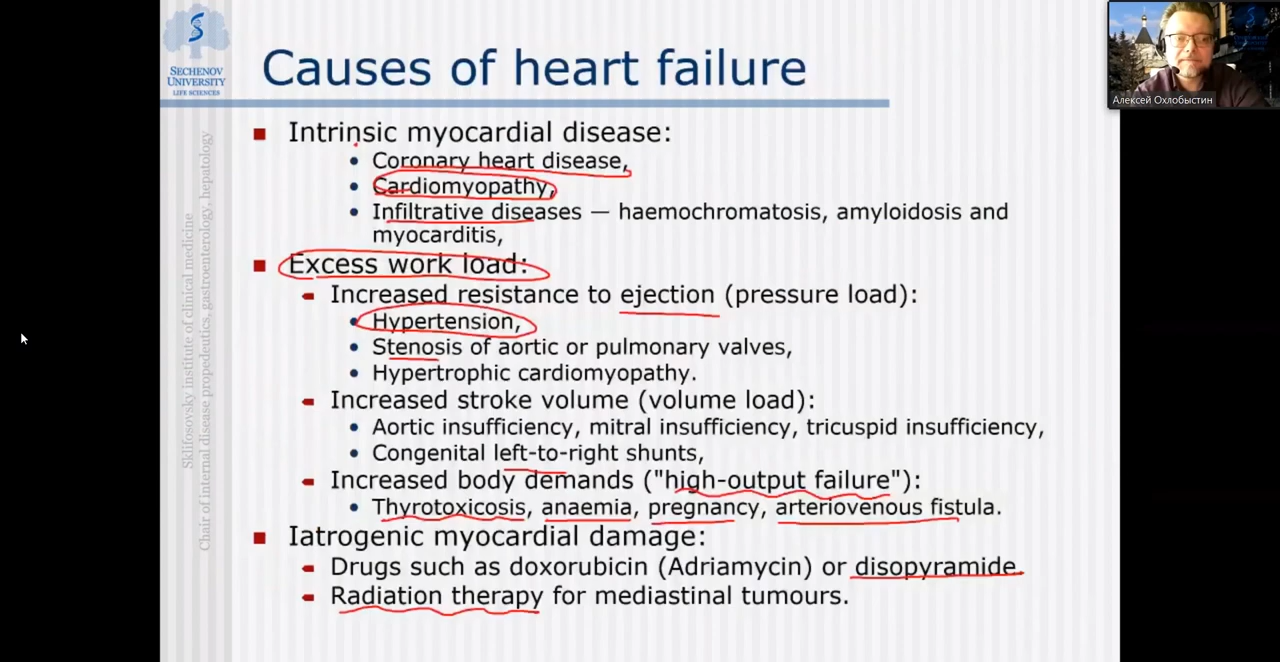 SECHENOV
UNIVERSITY
LIFE SCIENCES
Causes of heart failure
Алексей Охлобыстин
Sklifosovsky institute of clinical medicine
Chair of internal disease propedeutics, gastroenterology, hepatology
Intrinsic myocardial disease:
Coronary heart disease,
Cardiomyopathy,
Infiltrative diseases — haemochromatosis, amyloidosis and
myocarditis,
Excess work load:
Increased resistance to ejection (pressure load):
Hypertension,
Stenosis of aortic or pulmonary valves,
Hypertrophic cardiomyopathy.
Increased stroke volume (volume load):
Aortic insufficiency, mitral insufficiency, tricuspid insufficiency,
Congenital left-to-right shunts,
Increased body demands ("high-output failure"):
Thyrotoxicosis, anaemia, pregnancy, arteriovenous fistula.
Iatrogenic myocardial damage:
Drugs such as doxorubicin (Adriamycin) or disopyramide.
Radiation therapy for mediastinal tumours.